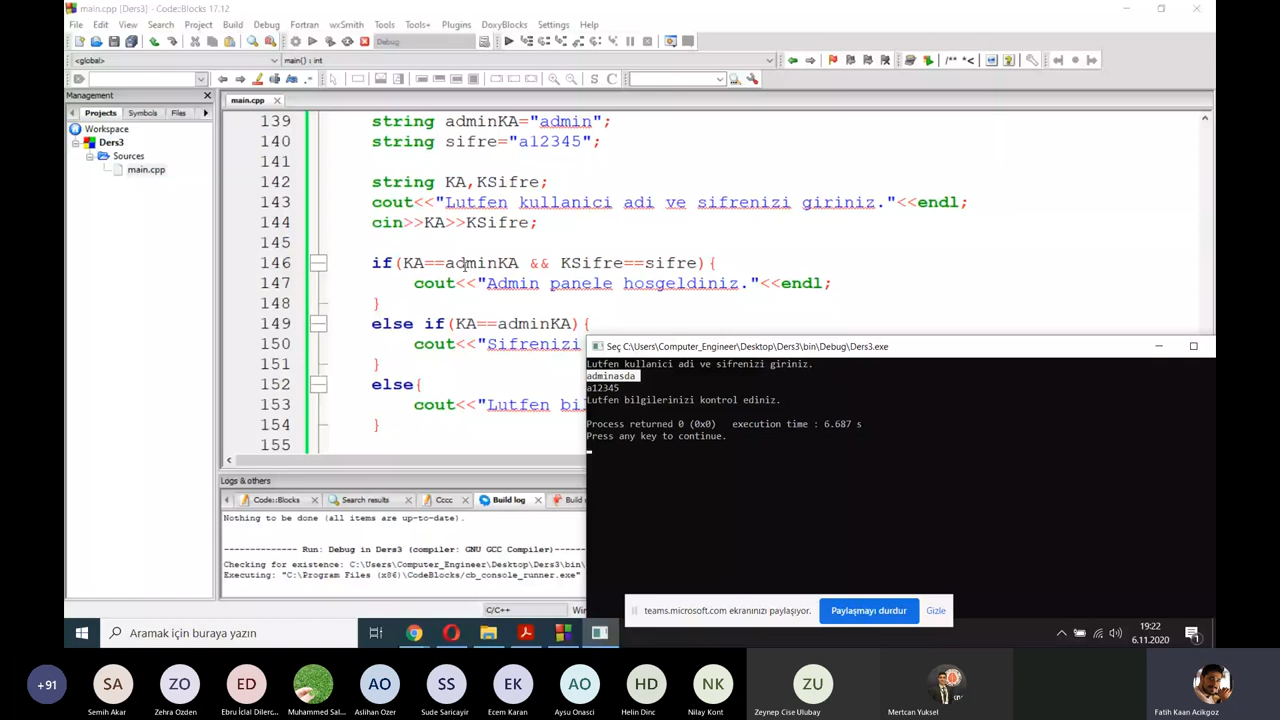 main.cpp [Ders3] - Code::Blocks 17.12
File Edit View Search Project Build Debug Fortran wxSmith Tools Tools+ Plugins DoxyBlocks Settings Help
Debug
<global>
main() : int
Management
Projects Symbols Files
Workspace
Ders3
Sources
main.cpp
main.cpp
139 string adminKA="admin";
140 string sifre="a12345";
141
142 string KA,KSifre;
143 cout<<"Lutfen kullanici adi ve sifrenizi giriniz."<<endl;
144 cin>>KA>>KSifre;
145
146 if(KA==adminKA && KSifre==sifre){
147 cout<<"Admin panele hosgeldiniz."<<endl;
148 }
149 else if(KA==adminKA){
150 cout<<"Sifrenizi
151 }
152 else{
153 cout<<"Lutfen bil
154 }
155
Seç C:\Users\Computer_Engineer\Desktop\Ders3\bin\Debug\Ders3.exe
Lutfen kullanici adi ve sifrenizi giriniz.
adminasda
a12345
Lutfen bilgilerinizi kontrol ediniz.
Process returned 0 (0x0) execution time : 6.687 s
Press any key to continue.
Logs & others
Code::Blocks Search results Cccc Build log Build
Nothing to be done (all items are up-to-date).
-------------- Run: Debug in Ders3 (compiler: GNU GCC Compiler)---------------
Checking for existence: C:\Users\Computer_Engineer\Desktop\Ders3\bin\
Executing: "C:\Program Files (x86)\CodeBlocks/cb_console_runner.exe"
C/C++ Win
teams.microsoft.com ekranınızı paylaşıyor. Paylaşmayı durdur Gizle
Aramak için buraya yazın
19:22
6.11.2020
+91 SA ZO ED AO SS EK AO HD NK ZU
Semih Akar Zehra Ozden Ebru İclal Dilerc... Muhammed Sal... Aslihan Ozer Sude Saricayir Ecem Karan Aysu Onasci Helin Dinc Nilay Kont Zeynep Cise Ulubay Mertcan Yuksel Fatih Kaan Acikgoz